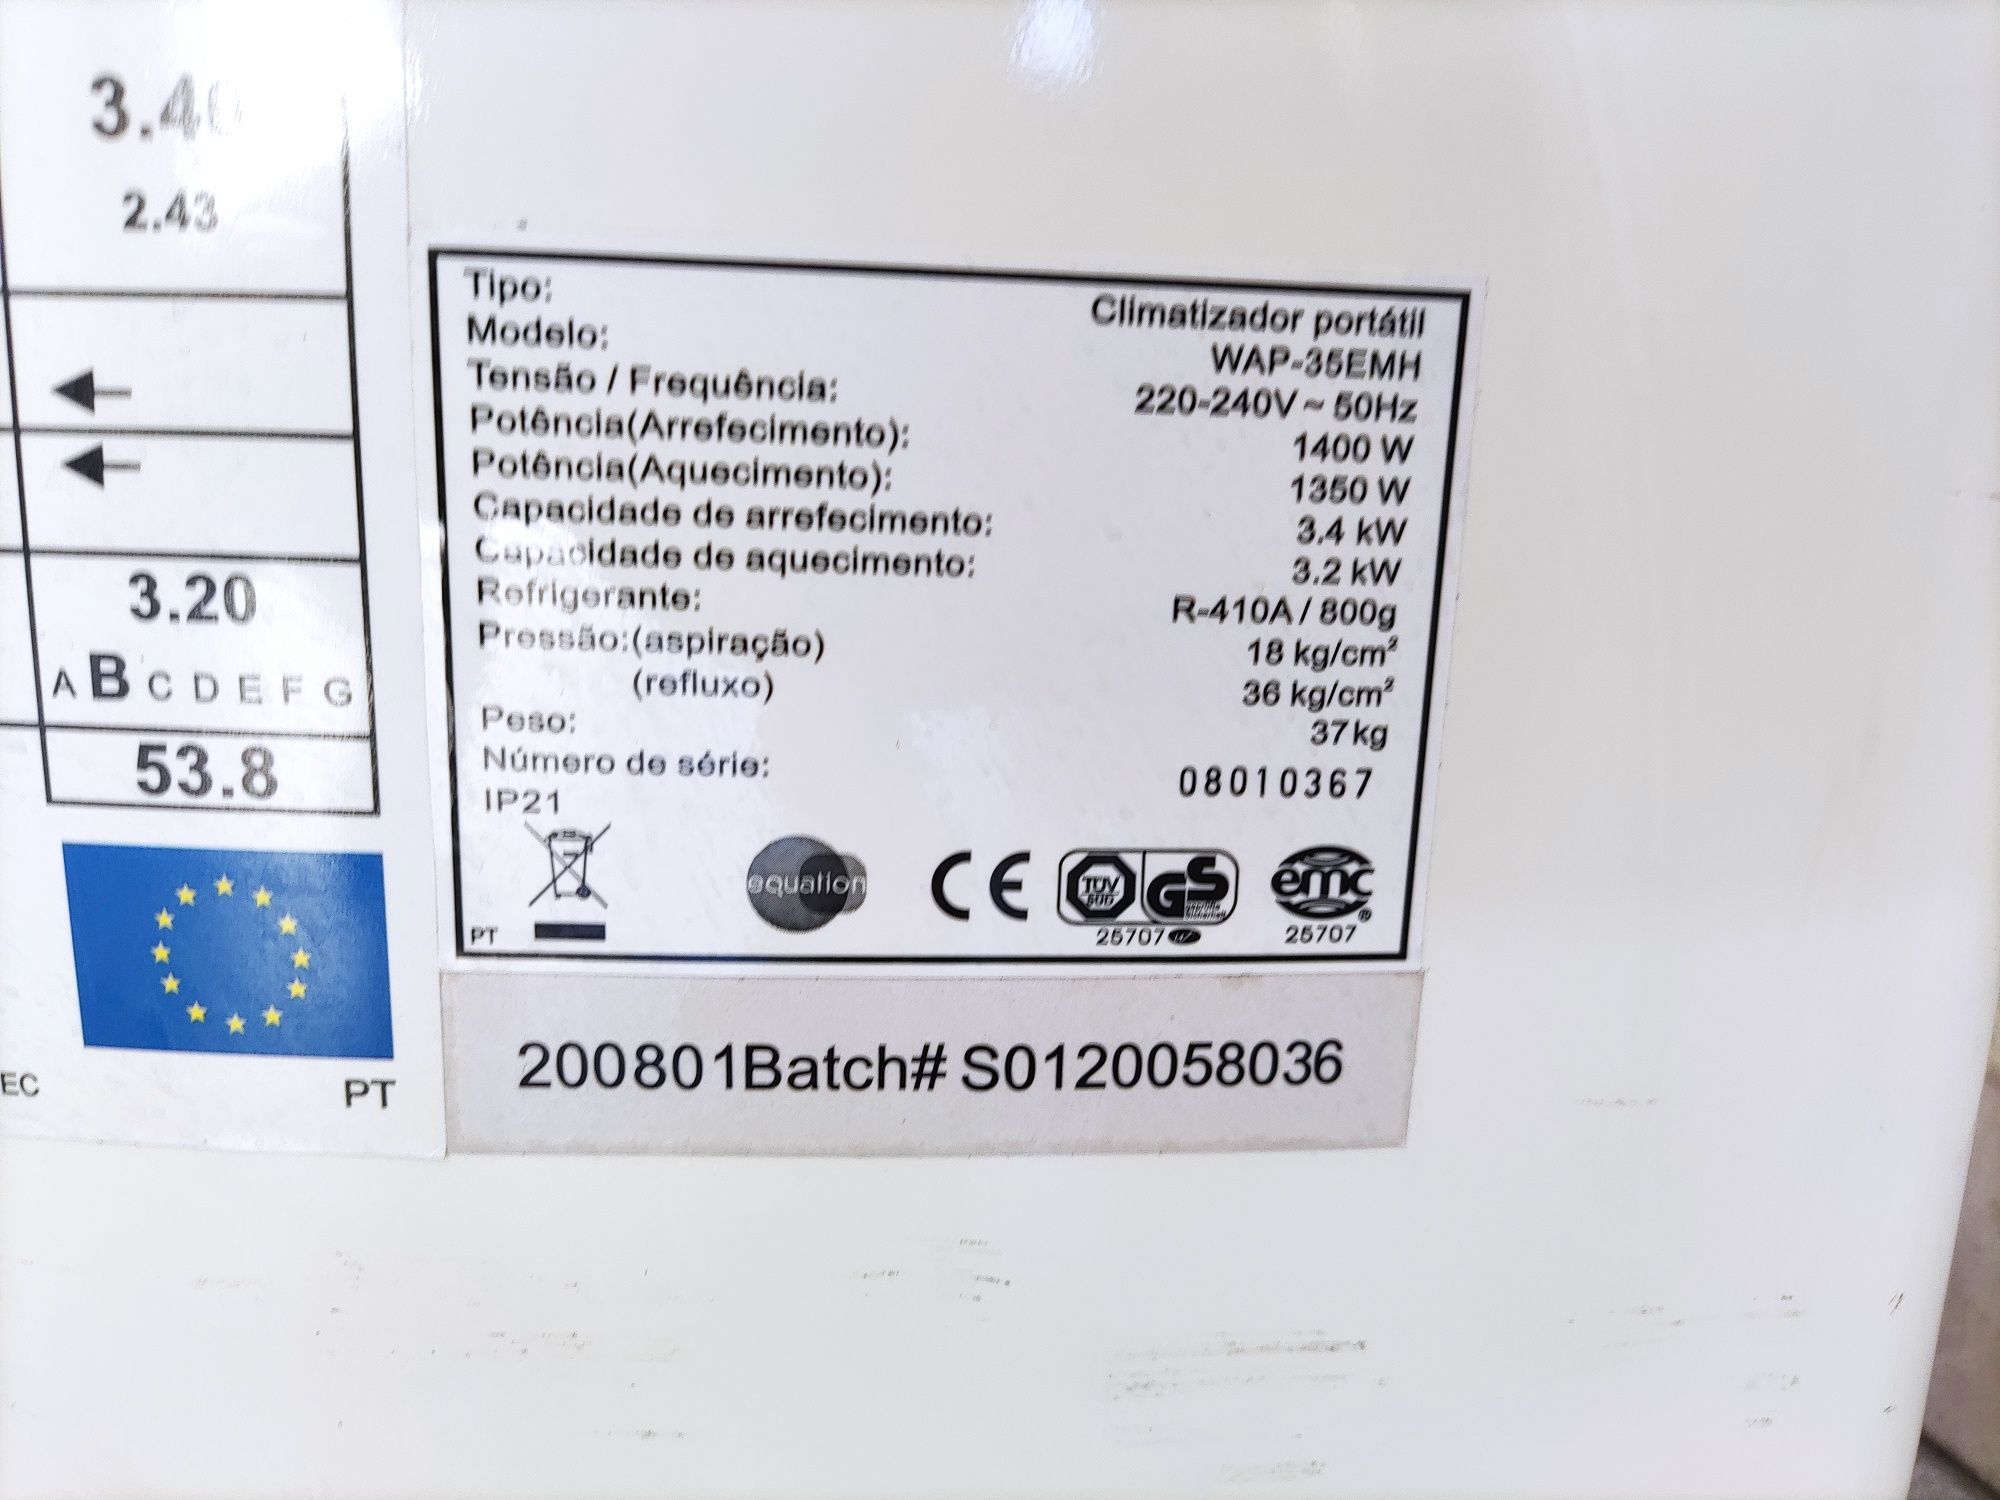 3.40
2.43
3.20
A B C D E F G
53.8
EC
PT
Tipo: Climatizador portátil
Modelo: WAP-35EMH
Tensão / Frequência: 220-240V ~ 50Hz
Potência(Arrefecimento): 1400 W
Potência(Aquecimento): 1350 W
Capacidade de arrefecimento: 3.4 kW
Capacidade de aquecimento: 3.2 kW
Refrigerante: R-410A / 800g
Pressão:(aspiração) 18 kg/cm²
(refluxo) 36 kg/cm²
Peso: 37kg
Número de série: 08010367
IP21
PT
equation
CE
TÜV SÜD
GS
25707
emc
®
25707
200801Batch# S0120058036